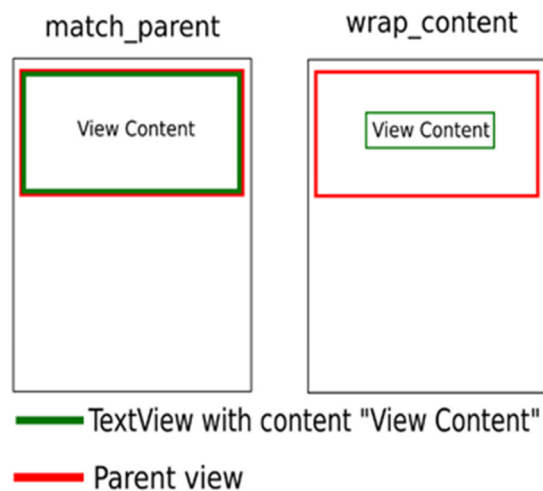 match_parent
wrap_content
View Content
View Content
TextView with content "View Content"
Parent view